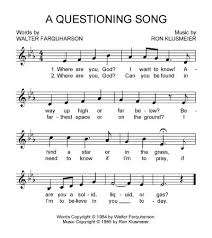 A QUESTIONING SONG
Words by
WALTER FARQUHARSON
Music by
RON KLUSMEIER
1. Where are you, God? I want to know! A -
2. Where are you, God? Can you be found in
way up high or far be - low? Be -
far - thest space or on the ground? I
hind a star or in the grass,
need to know if I'm to pray, if
are you a sol - id, liq - uid, or gas?
I'm to be - lieve in you to - day.
Words Copyright © 1984 by Walter Farquharson.
Music Copyright © 1985 by Ron Klusmeier.